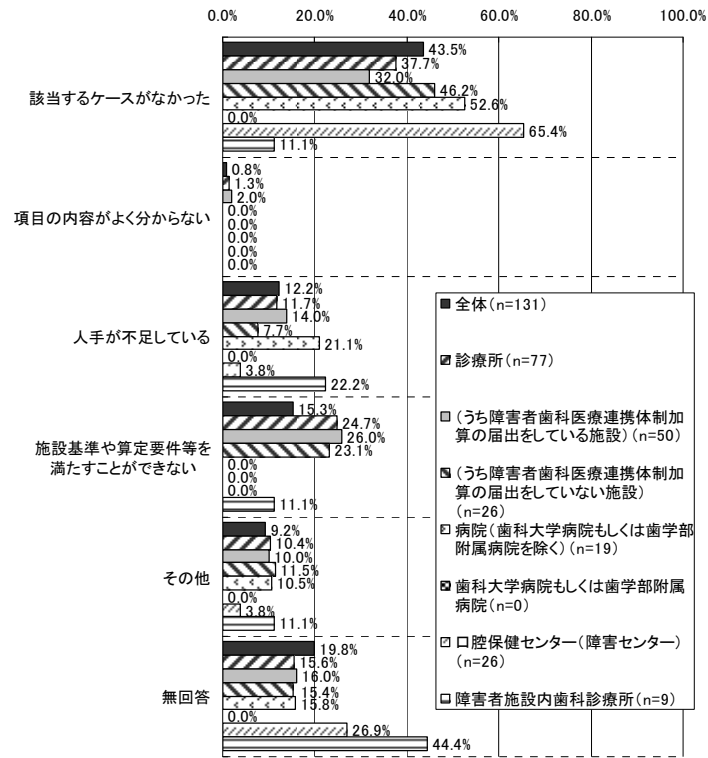 0.0% 20.0% 40.0% 60.0% 80.0% 100.0%
該当するケースがなかった
43.5%
37.7%
32.0%
46.2%
52.6%
0.0%
65.4%
11.1%
項目の内容がよく分からない
0.8%
1.3%
2.0%
0.0%
0.0%
0.0%
0.0%
0.0%
人手が不足している
12.2%
11.7%
14.0%
7.7%
21.1%
0.0%
3.8%
22.2%
施設基準や算定要件等を
満たすことができない
15.3%
24.7%
26.0%
23.1%
0.0%
0.0%
0.0%
11.1%
その他
9.2%
10.4%
10.0%
11.5%
10.5%
0.0%
3.8%
11.1%
無回答
19.8%
15.6%
16.0%
15.4%
15.8%
0.0%
26.9%
44.4%
全体(n=131)
診療所(n=77)
(うち障害者歯科医療連携体制加
算の届出をしている施設)(n=50)
(うち障害者歯科医療連携体制加
算の届出をしていない施設)
(n=26)
病院(歯科大学病院もしくは歯学部
附属病院を除く)(n=19)
歯科大学病院もしくは歯学部附属
病院(n=0)
口腔保健センター(障害センター)
(n=26)
障害者施設内歯科診療所(n=9)